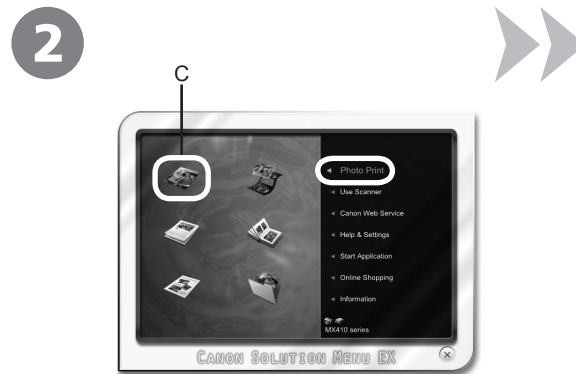 2
C
Photo Print
Use Scanner
Canon Web Service
Help & Settings
Start Application
Online Shopping
Information
MX410 series
CANON SOLUTION MENU EX